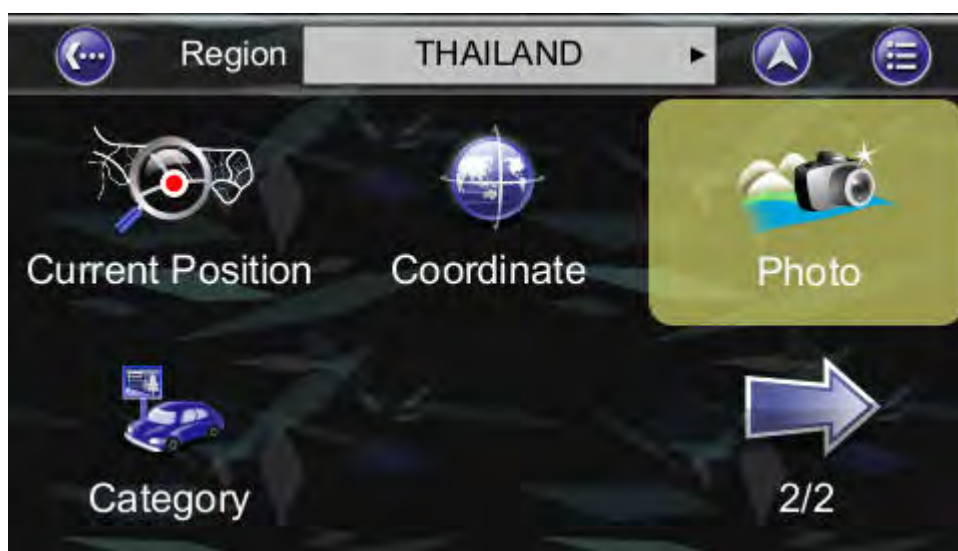 Region THAILAND
Current Position Coordinate Photo
Category 2/2